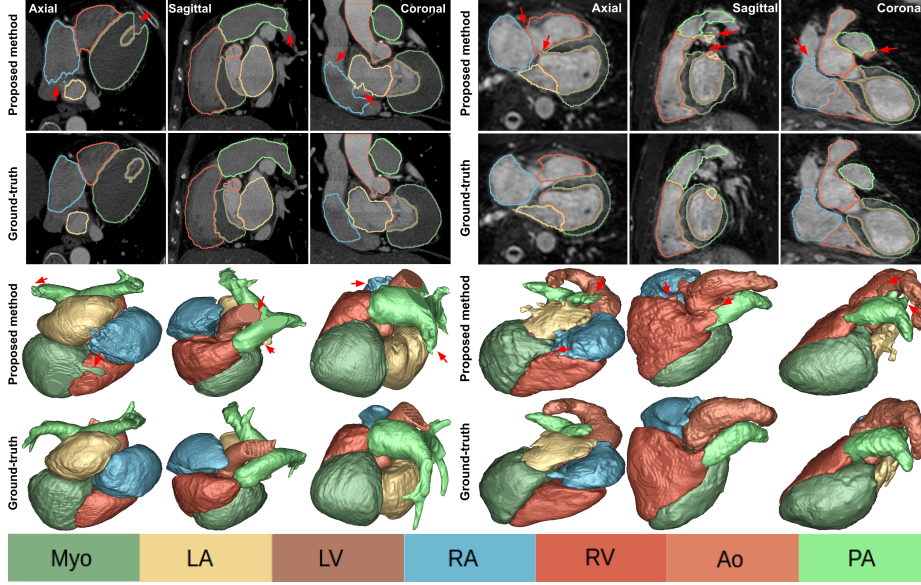 Axial Sagittal Coronal Axial Sagittal Corona
Proposed method Proposed method
Ground-truth Ground-truth
Proposed method Proposed method
Ground-truth Ground-truth
Myo LA LV RA RV Ao PA